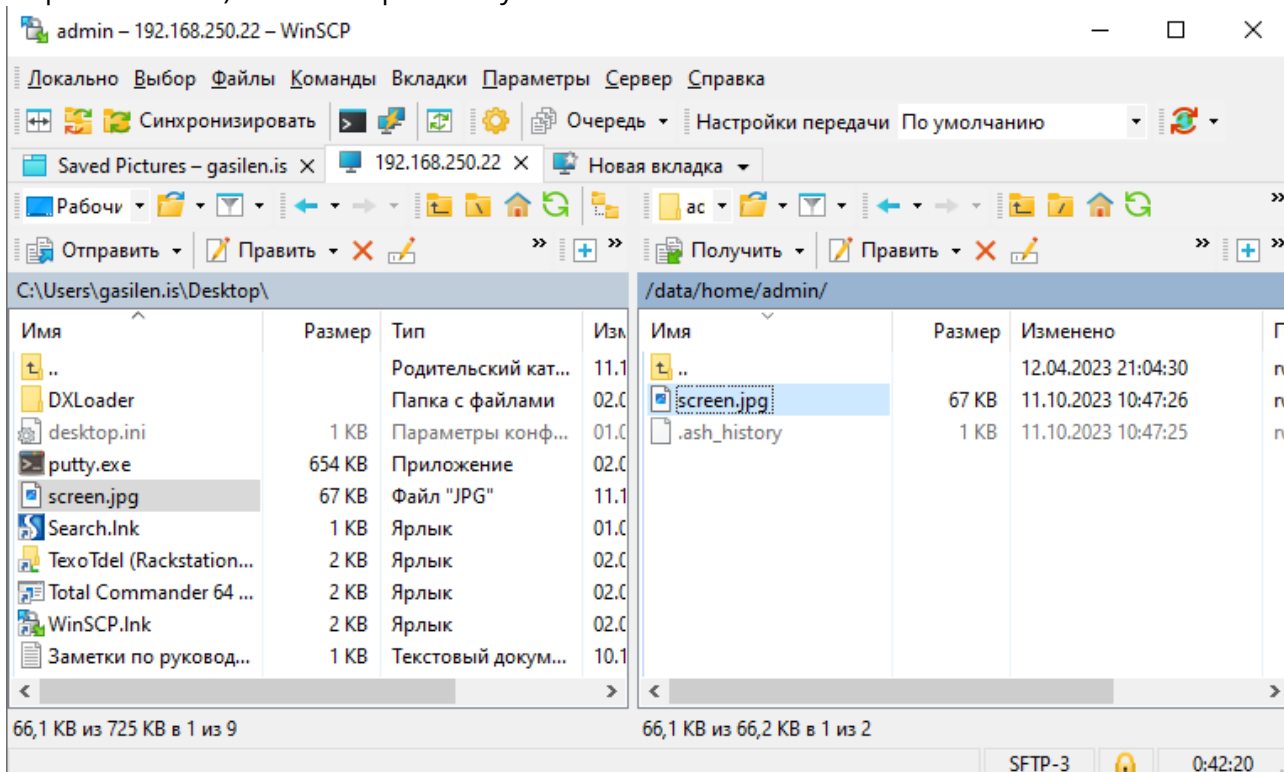 admin – 192.168.250.22 – WinSCP
Локально Выбор Файлы Команды Вкладки Параметры Сервер Справка
Синхронизировать Очередь Настройки передачи По умолчанию
Saved Pictures – gasilen.is 192.168.250.22 Новая вкладка
Рабочи
Отправить Править » + » Получить Править » + »
C:\Users\gasilen.is\Desktop\ /data/home/admin/
Имя Размер Тип Изм Имя Размер Изменено
.. Родительский кат... 11.1 .. 12.04.2023 21:04:30
DXLoader Папка с файлами 02.0 screen.jpg 67 KB 11.10.2023 10:47:26
desktop.ini 1 KB Параметры конф... 01.0 .ash_history 1 KB 11.10.2023 10:47:25
putty.exe 654 KB Приложение 02.0
screen.jpg 67 KB Файл "JPG" 11.1
Search.lnk 1 KB Ярлык 01.0
TexoTdel (Rackstation... 2 KB Ярлык 02.0
Total Commander 64 ... 2 KB Ярлык 02.0
WinSCP.lnk 2 KB Ярлык 02.0
Заметки по руковод... 1 KB Текстовый докум... 10.1
66,1 KB из 725 KB в 1 из 9 66,1 KB из 66,2 KB в 1 из 2
SFTP-3 0:42:20